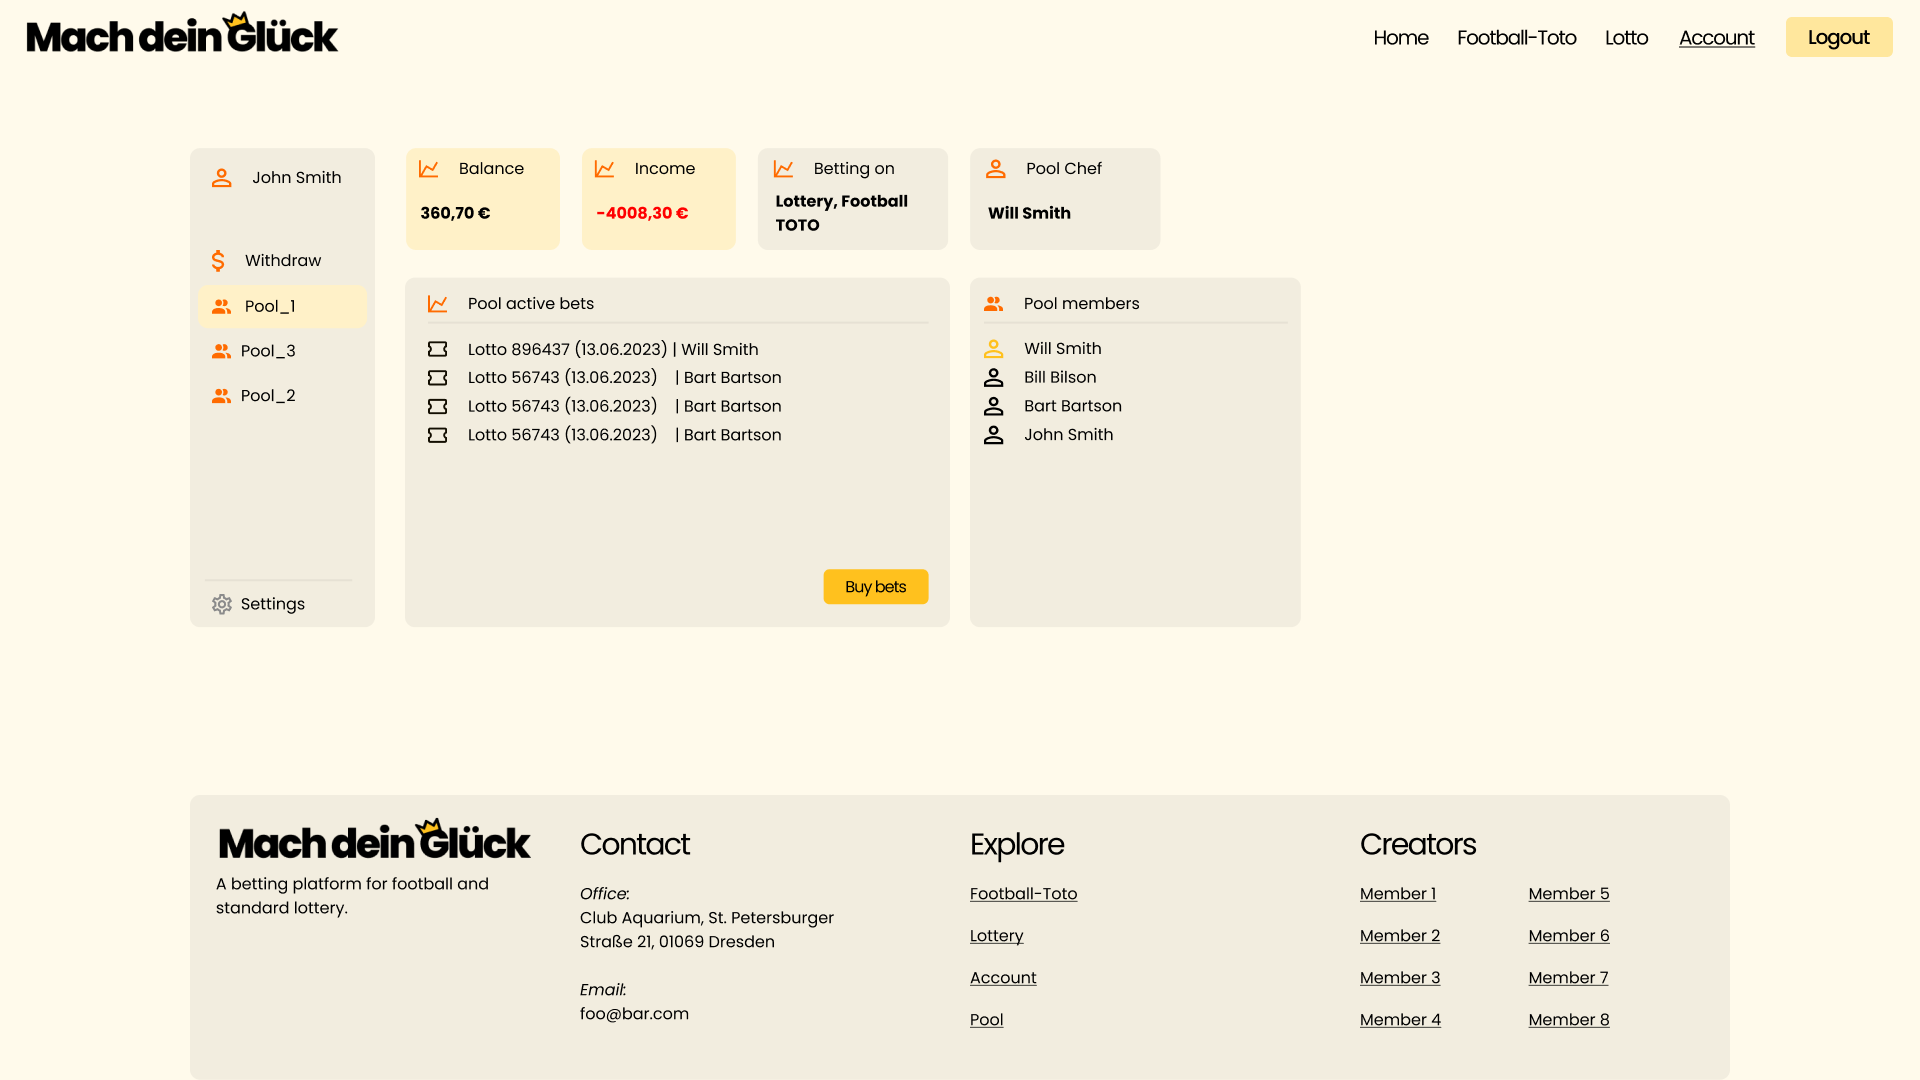 Mach dein Glück
Home Football-Toto Lotto Account Logout
John Smith
Withdraw
Pool_1
Pool_3
Pool_2
Settings
Balance
360,70 €
Income
-4008,30 €
Betting on
Lottery, Football
TOTO
Pool Chef
Will Smith
Pool active bets
Lotto 896437 (13.06.2023) | Will Smith
Lotto 56743 (13.06.2023) | Bart Bartson
Lotto 56743 (13.06.2023) | Bart Bartson
Lotto 56743 (13.06.2023) | Bart Bartson
Buy bets
Pool members
Will Smith
Bill Bilson
Bart Bartson
John Smith
Mach dein Glück
A betting platform for football and
standard lottery.
Contact
Office:
Club Aquarium, St. Petersburger
Straße 21, 01069 Dresden
Email:
foo@bar.com
Explore
Football-Toto
Lottery
Account
Pool
Creators
Member 1
Member 2
Member 3
Member 4
Member 5
Member 6
Member 7
Member 8